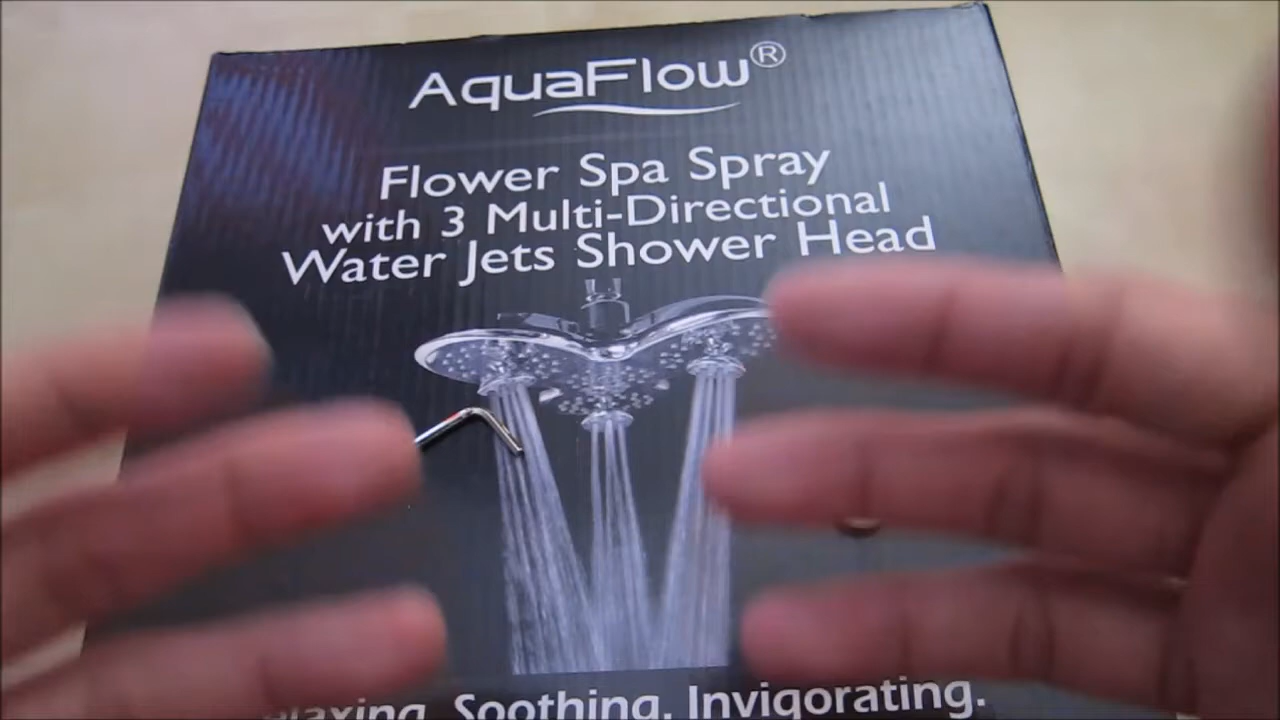 AquaFlow®
Flower Spa Spray
with 3 Multi-Directional
Water Jets Shower Head
Soothing. Invigorating.